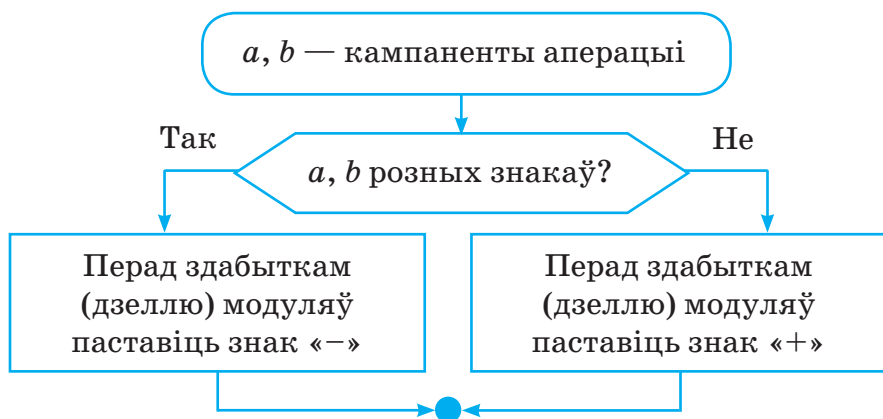 a, b — кампаненты аперацыі
Так
Не
a, b розных знакаў?
Перад здабыткам
(дзеллю) модуляў
паставіць знак «−»
Перад здабыткам
(дзеллю) модуляў
паставіць знак «+»